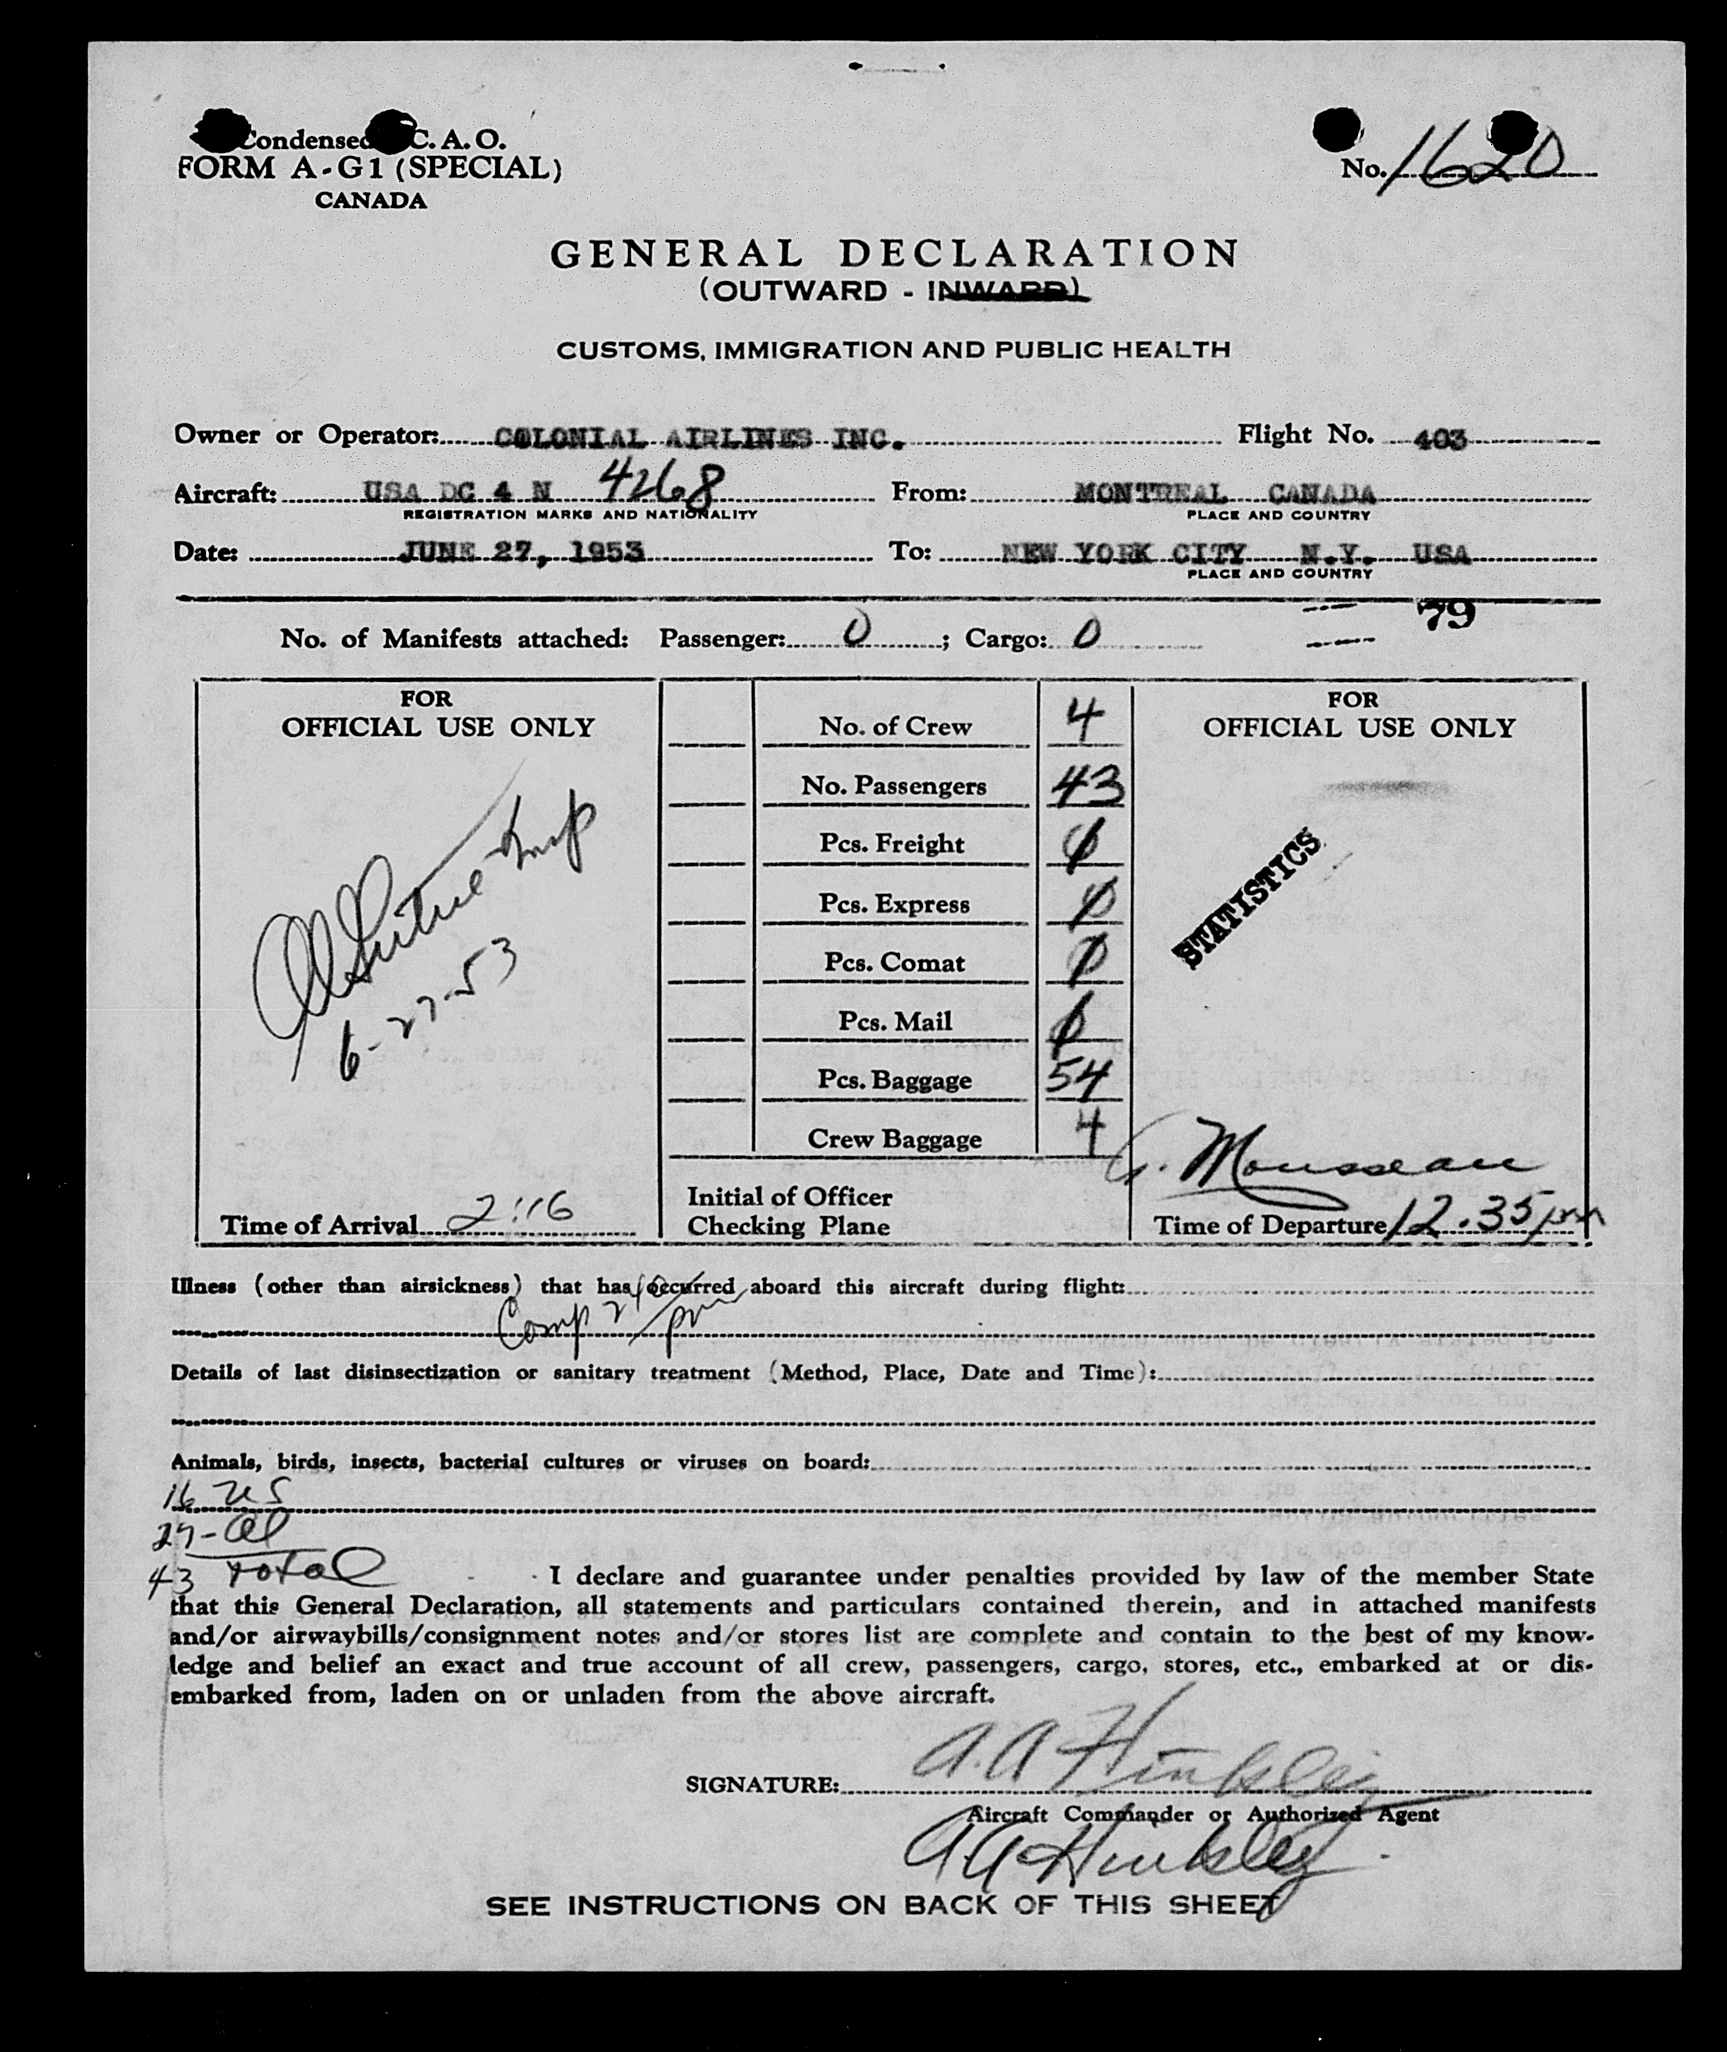 Condensed C. A. O.
FORM A-G1 (SPECIAL)
CANADA
No. 1620
GENERAL DECLARATION
(OUTWARD - INWARD)
CUSTOMS, IMMIGRATION AND PUBLIC HEALTH
Owner or Operator: COLONIAL AIRLINES INC. Flight No. 403
Aircraft: USA DC 4 N 4268 From: MONTREAL CANADA
REGISTRATION MARKS AND NATIONALITY PLACE AND COUNTRY
Date: JUNE 27, 1953 To: NEW YORK CITY N.Y. USA
PLACE AND COUNTRY
79
No. of Manifests attached: Passenger: 0 ; Cargo: 0
FOR
OFFICIAL USE ONLY
6-27-53
Time of Arrival 2:16
No. of Crew 4
No. Passengers 43
Pcs. Freight 0
Pcs. Express 0
Pcs. Comat 0
Pcs. Mail 0
Pcs. Baggage 54
Crew Baggage 4
Initial of Officer
Checking Plane
FOR
OFFICIAL USE ONLY
STATISTICS
G. Mousseau
Time of Departure 12.35 pm
Illness (other than airsickness) that has occurred aboard this aircraft during flight:
Comp pm
Details of last disinsectization or sanitary treatment (Method, Place, Date and Time):
Animals, birds, insects, bacterial cultures or viruses on board:
16 US
27-al
43 total
I declare and guarantee under penalties provided by law of the member State
that this General Declaration, all statements and particulars contained therein, and in attached manifests
and/or airwaybills/consignment notes and/or stores list are complete and contain to the best of my know-
ledge and belief an exact and true account of all crew, passengers, cargo, stores, etc., embarked at or dis-
embarked from, laden on or unladen from the above aircraft.
SIGNATURE: A.A Hinkley
Aircraft Commander or Authorized Agent
A A Hinkley
SEE INSTRUCTIONS ON BACK OF THIS SHEET